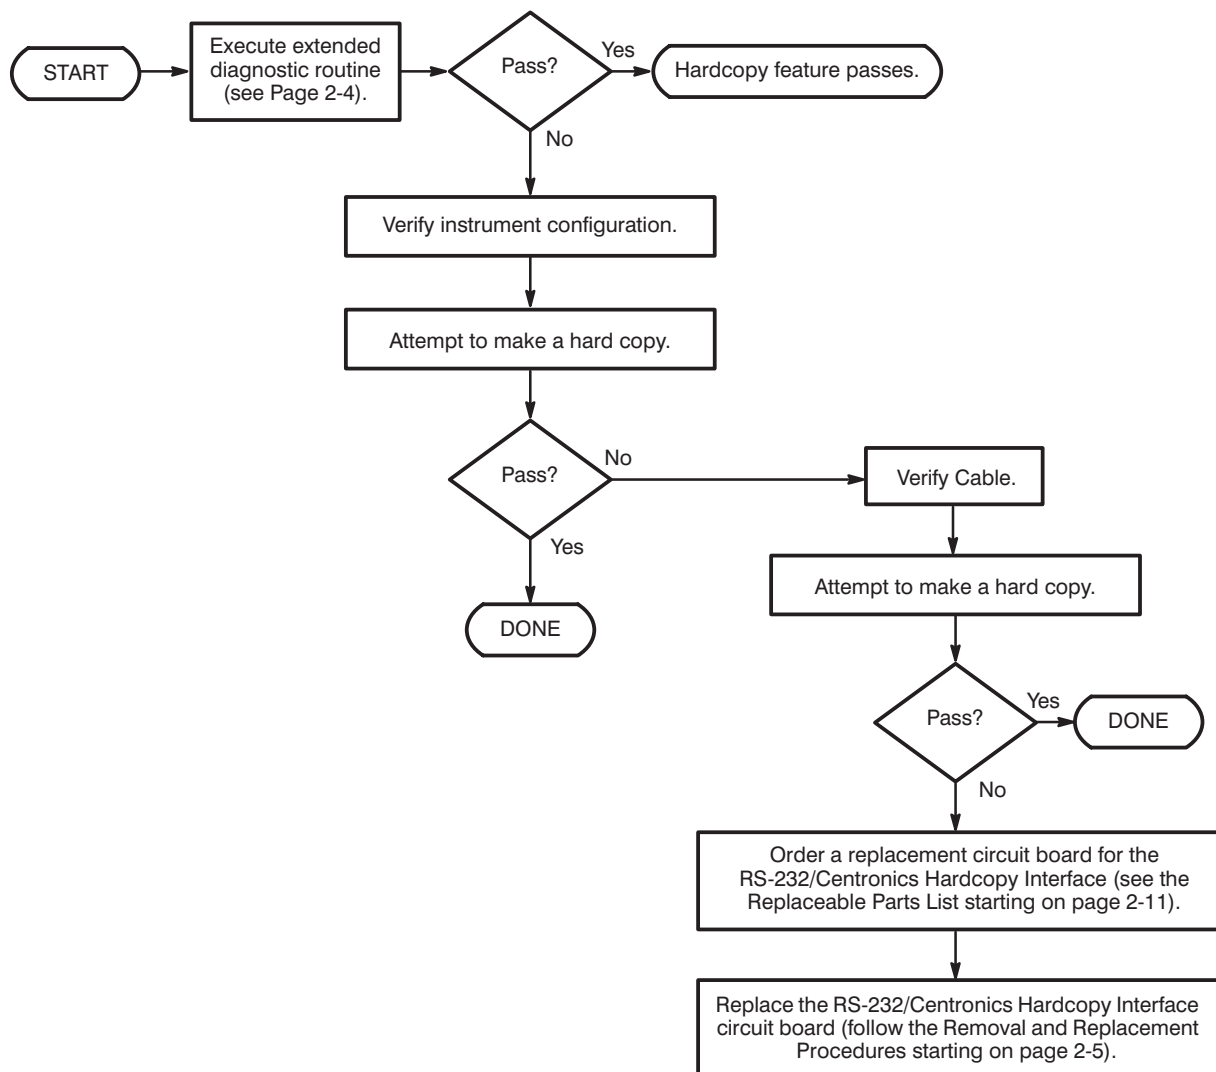 START
Execute extended
diagnostic routine
(see Page 2-4).
Pass?
Yes
Hardcopy feature passes.
No
Verify instrument configuration.
Attempt to make a hard copy.
Pass?
No
Verify Cable.
Yes
DONE
Attempt to make a hard copy.
Pass?
Yes
DONE
No
Order a replacement circuit board for the
RS-232/Centronics Hardcopy Interface (see the
Replaceable Parts List starting on page 2-11).
Replace the RS-232/Centronics Hardcopy Interface
circuit board (follow the Removal and Replacement
Procedures starting on page 2-5).